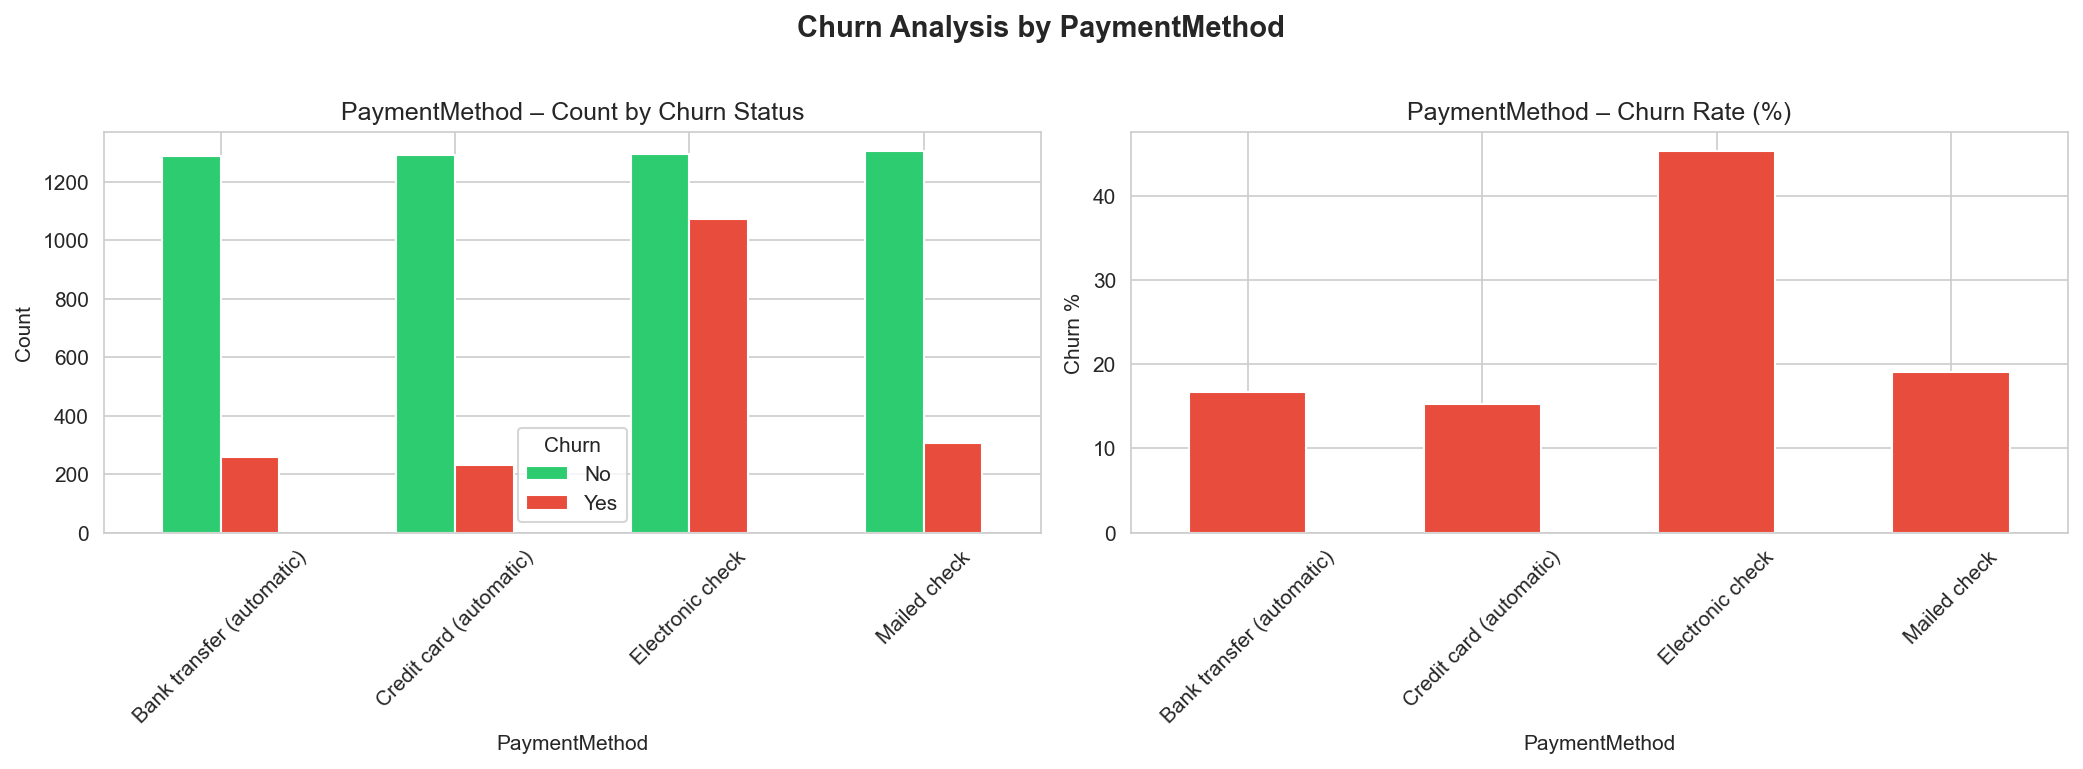 Churn Analysis by PaymentMethod
PaymentMethod – Count by Churn Status
Count
1200
1000
800
600
400
200
0
Churn
No
Yes
Bank transfer (automatic)
Credit card (automatic)
Electronic check
Mailed check
PaymentMethod
PaymentMethod – Churn Rate (%)
Churn %
40
30
20
10
0
Bank transfer (automatic)
Credit card (automatic)
Electronic check
Mailed check
PaymentMethod